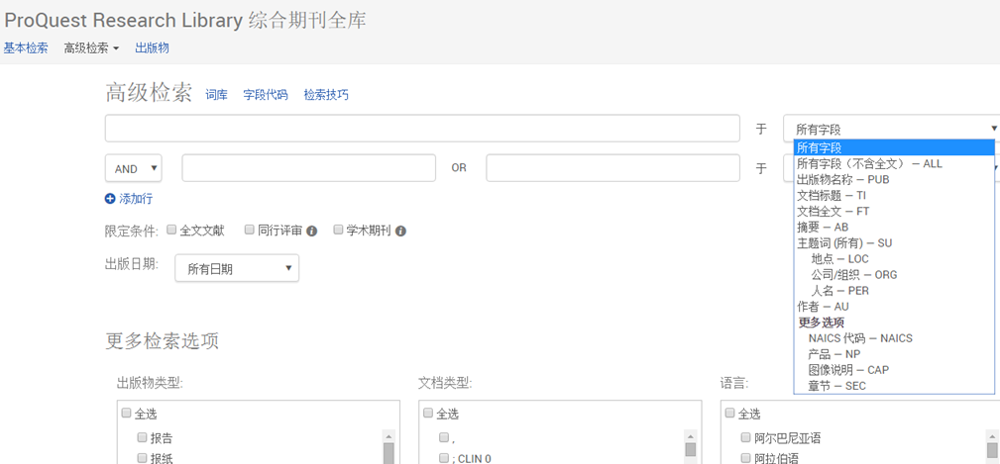 ProQuest Research Library 综合期刊全库
基本检索 高级检索 出版物
高级检索 词库 字段代码 检索技巧
于 所有字段
所有字段
AND OR 于
所有字段（不含全文） – ALL
出版物名称 – PUB
添加行
文档标题 – TI
文档全文 – FT
限定条件: 全文文献 同行评审 学术期刊
摘要 – AB
主题词 (所有) – SU
出版日期: 所有日期
地点 – LOC
公司/组织 – ORG
人名 – PER
作者 – AU
更多选项
更多检索选项
NAICS 代码 – NAICS
产品 – NP
图像说明 – CAP
章节 – SEC
出版物类型: 文档类型: 语言:
全选 全选 全选
报告 , 阿尔巴尼亚语
报纸 ; CLIN 0 阿拉伯语